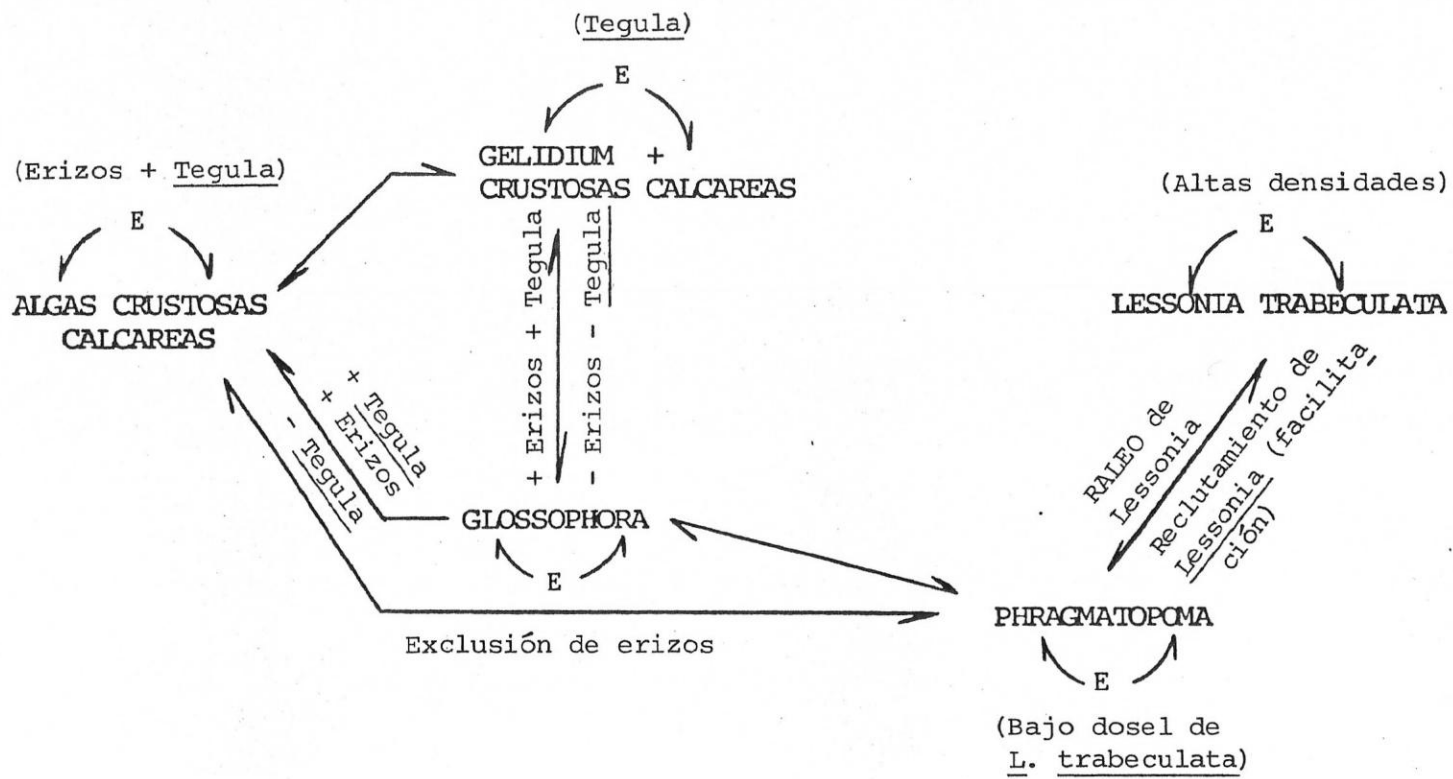 (Tegula)
E
GELIDIUM +
CRUSTOSAS CALCAREAS
(Erizos + Tegula)
E
ALGAS CRUSTOSAS
CALCAREAS
(Altas densidades)
E
LESSONIA TRABECULATA
+ Erizos + Tegula
- Erizos - Tegula
+ Tegula
+ Erizos
- Tegula
GLOSSOPHORA
E
RALEO de
Lessonia
Reclutamiento de
Lessonia (facilita
ción)
Exclusión de erizos
PHRAGMATOPOMA
E
(Bajo dosel de
L. trabeculata)